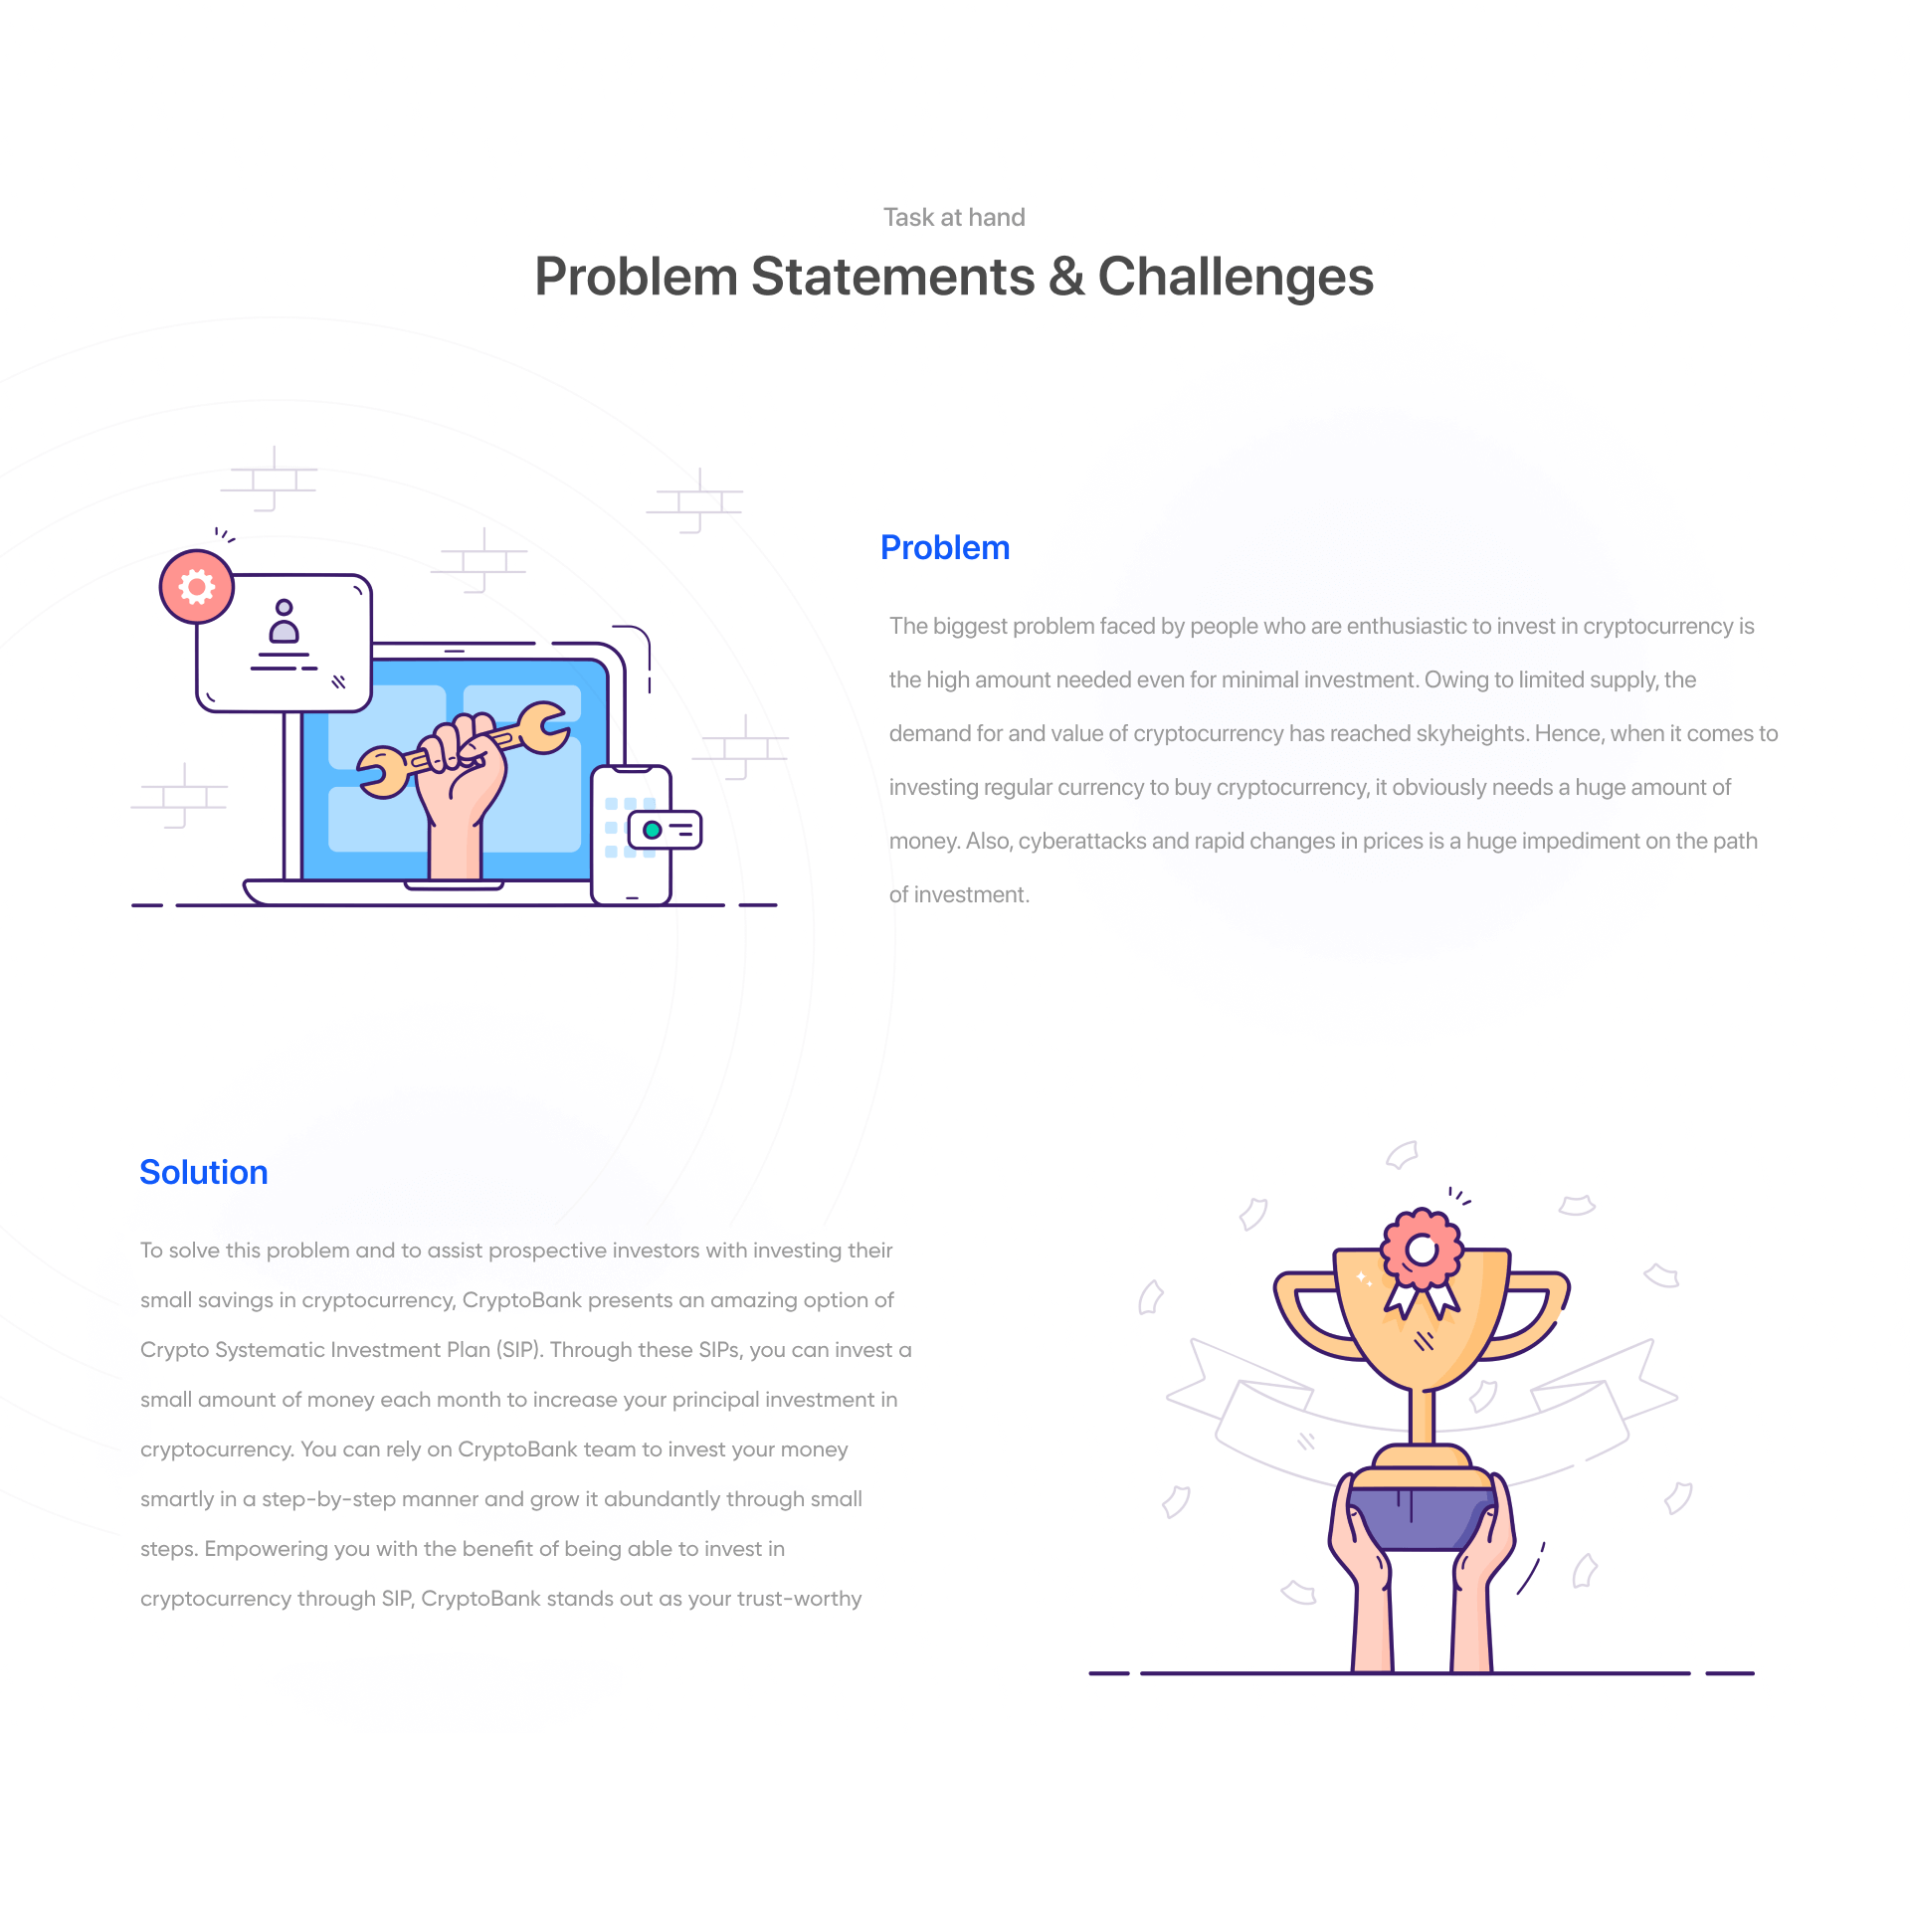 Task at hand
Problem Statements & Challenges
Problem
The biggest problem faced by people who are enthusiastic to invest in cryptocurrency is
the high amount needed even for minimal investment. Owing to limited supply, the
demand for and value of cryptocurrency has reached skyheights. Hence, when it comes to
investing regular currency to buy cryptocurrency, it obviously needs a huge amount of
money. Also, cyberattacks and rapid changes in prices is a huge impediment on the path
of investment.
Solution
To solve this problem and to assist prospective investors with investing their
small savings in cryptocurrency, CryptoBank presents an amazing option of
Crypto Systematic Investment Plan (SIP). Through these SIPs, you can invest a
small amount of money each month to increase your principal investment in
cryptocurrency. You can rely on CryptoBank team to invest your money
smartly in a step-by-step manner and grow it abundantly through small
steps. Empowering you with the benefit of being able to invest in
cryptocurrency through SIP, CryptoBank stands out as your trust-worthy